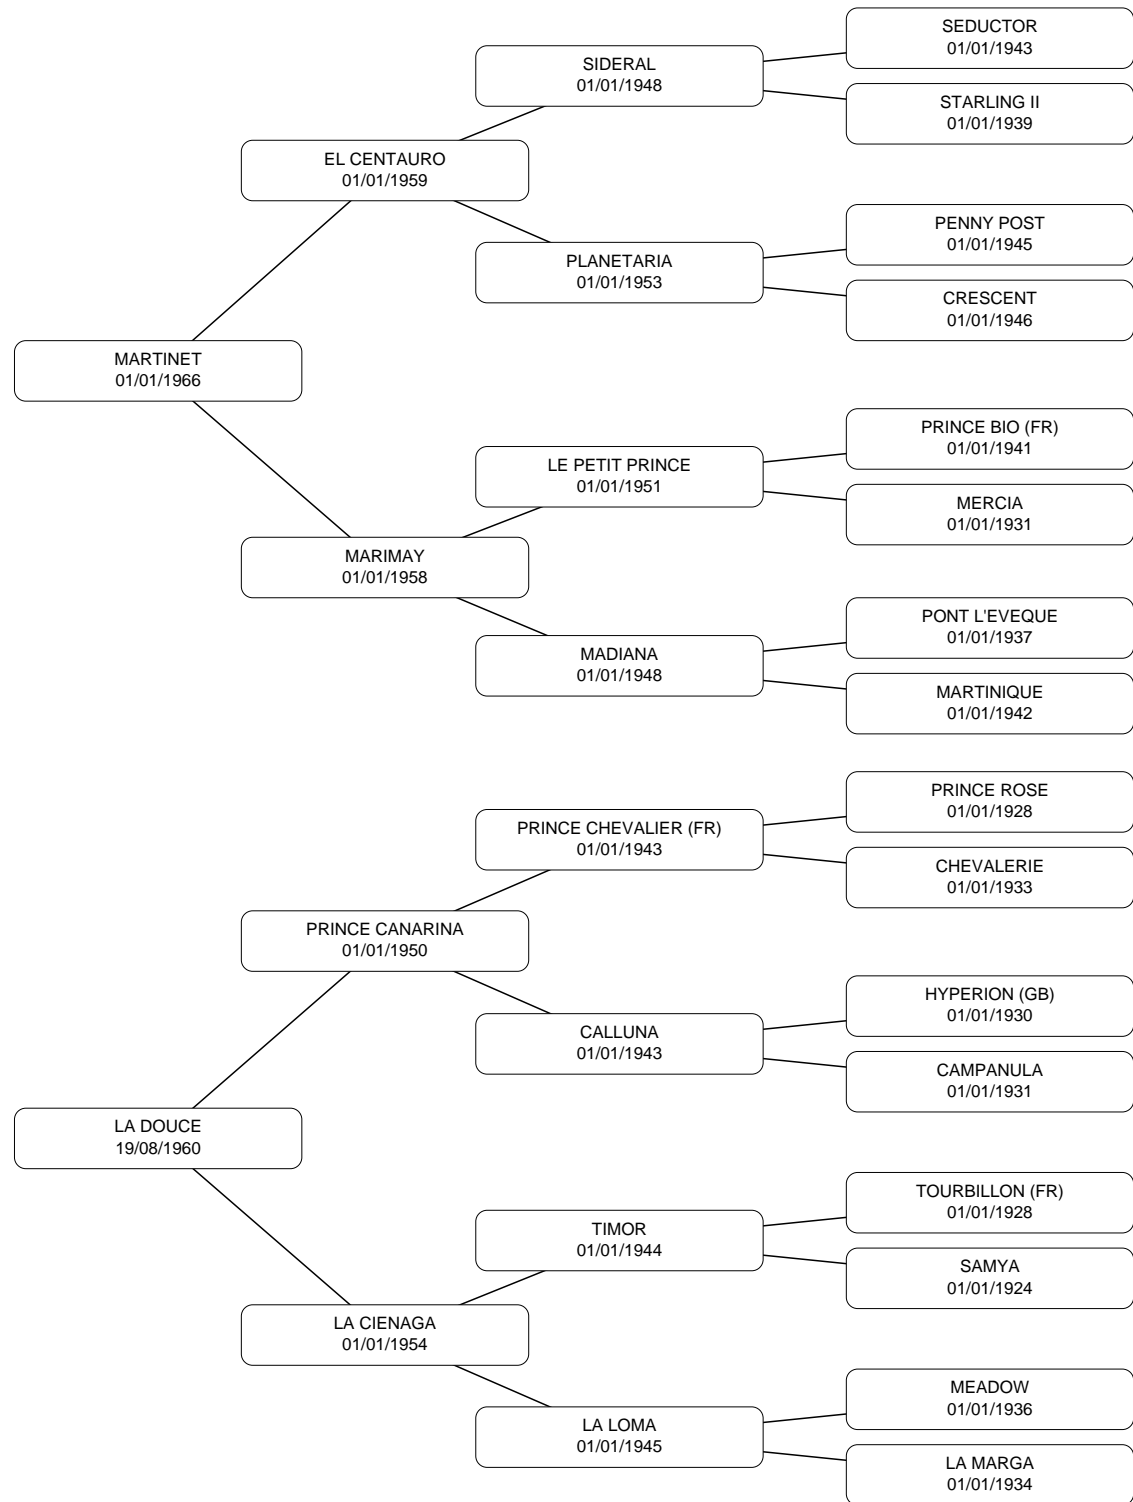 SEDUCTOR
01/01/1943
SIDERAL
01/01/1948
STARLING II
01/01/1939
EL CENTAURO
01/01/1959
PENNY POST
01/01/1945
PLANETARIA
01/01/1953
CRESCENT
01/01/1946
MARTINET
01/01/1966
PRINCE BIO (FR)
01/01/1941
LE PETIT PRINCE
01/01/1951
MERCIA
01/01/1931
MARIMAY
01/01/1958
PONT L'EVEQUE
01/01/1937
MADIANA
01/01/1948
MARTINIQUE
01/01/1942
PRINCE ROSE
01/01/1928
PRINCE CHEVALIER (FR)
01/01/1943
CHEVALERIE
01/01/1933
PRINCE CANARINA
01/01/1950
HYPERION (GB)
01/01/1930
CALLUNA
01/01/1943
CAMPANULA
01/01/1931
LA DOUCE
19/08/1960
TOURBILLON (FR)
01/01/1928
TIMOR
01/01/1944
SAMYA
01/01/1924
LA CIENAGA
01/01/1954
MEADOW
01/01/1936
LA LOMA
01/01/1945
LA MARGA
01/01/1934